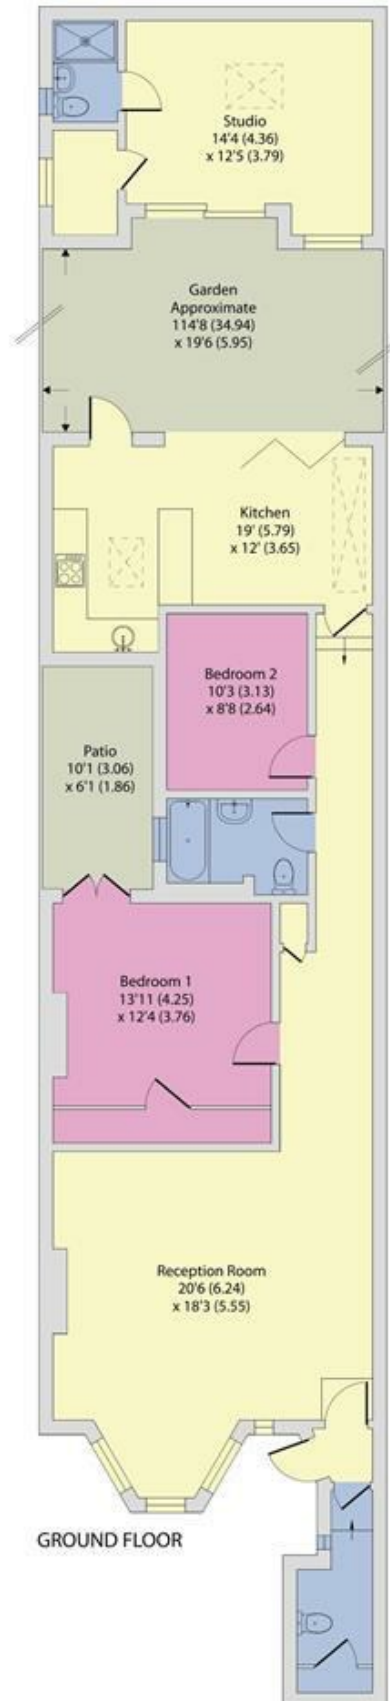 Studio
14'4 (4.36)
x 12'5 (3.79)
Garden
Approximate
114'8 (34.94)
x 19'6 (5.95)
Kitchen
19' (5.79)
x 12' (3.65)
Bedroom 2
10'3 (3.13)
x 8'8 (2.64)
Patio
10'1 (3.06)
x 6'1 (1.86)
Bedroom 1
13'11 (4.25)
x 12'4 (3.76)
Reception Room
20'6 (6.24)
x 18'3 (5.55)
GROUND FLOOR